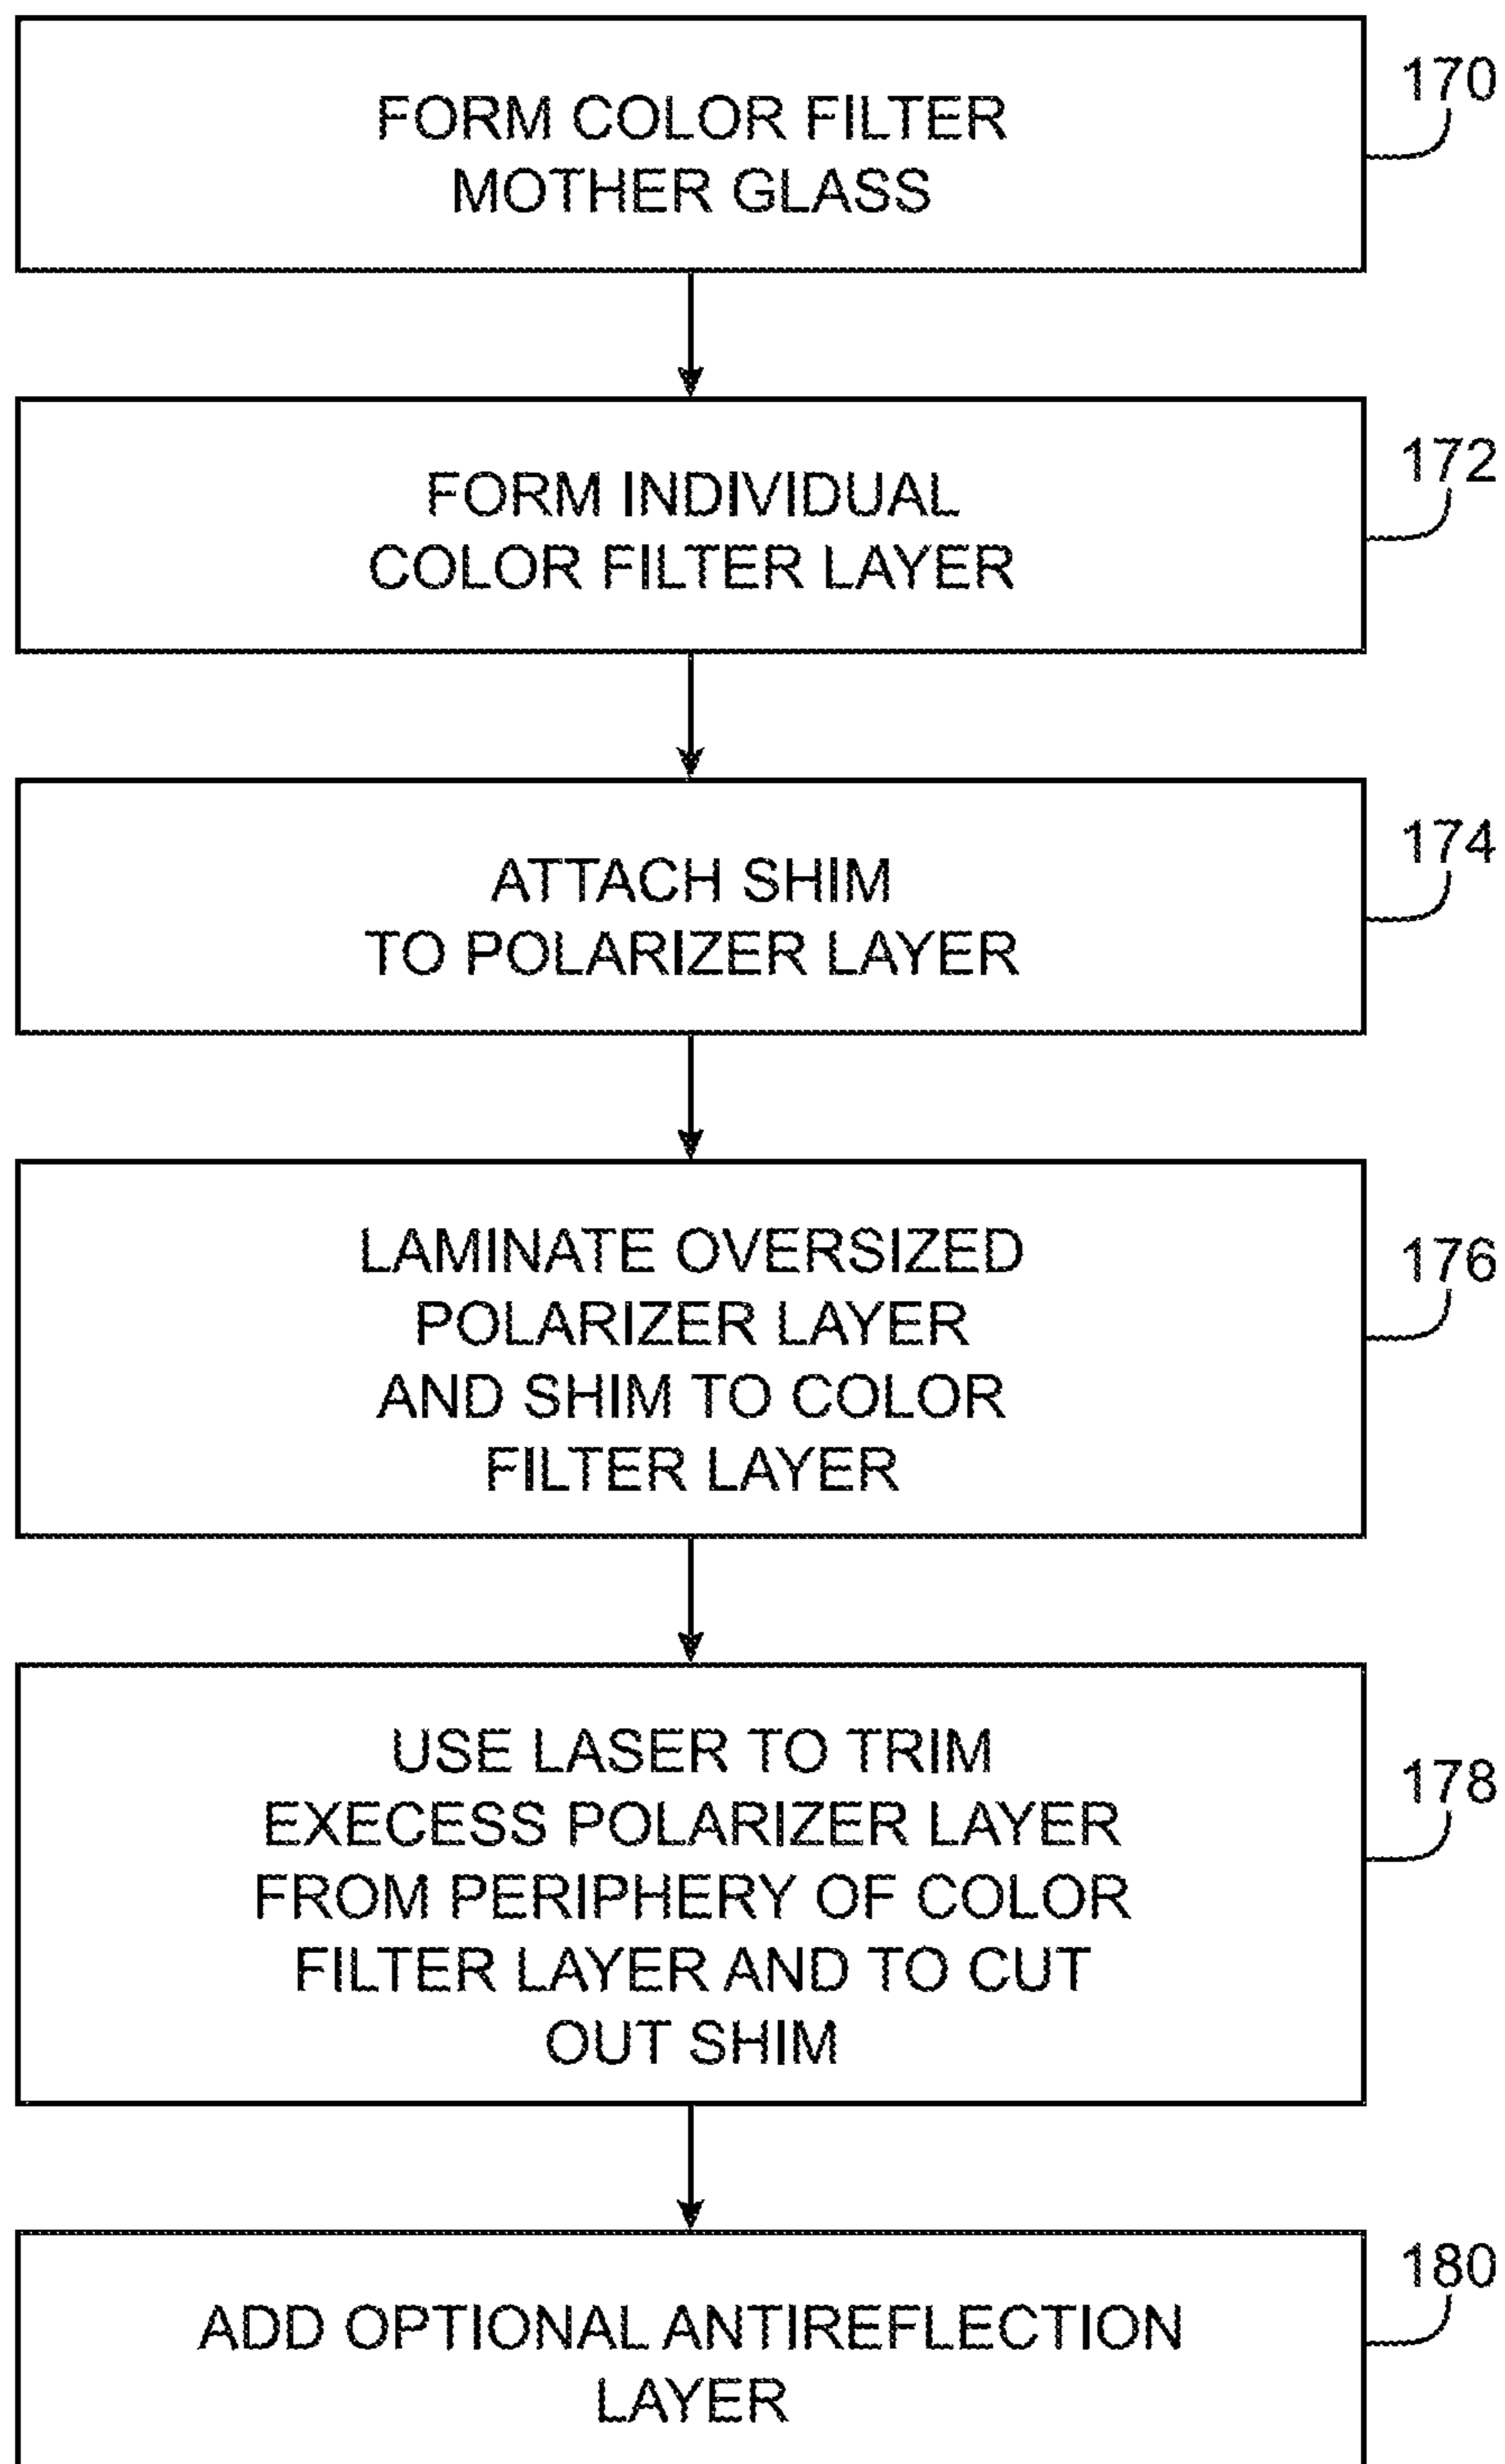 FORM COLOR FILTER
MOTHER GLASS
170
FORM INDIVIDUAL
COLOR FILTER LAYER
172
ATTACH SHIM
TO POLARIZER LAYER
174
LAMINATE OVERSIZED
POLARIZER LAYER
AND SHIM TO COLOR
FILTER LAYER
176
USE LASER TO TRIM
EXECESS POLARIZER LAYER
FROM PERIPHERY OF COLOR
FILTER LAYER AND TO CUT
OUT SHIM
178
ADD OPTIONAL ANTIREFLECTION
LAYER
180